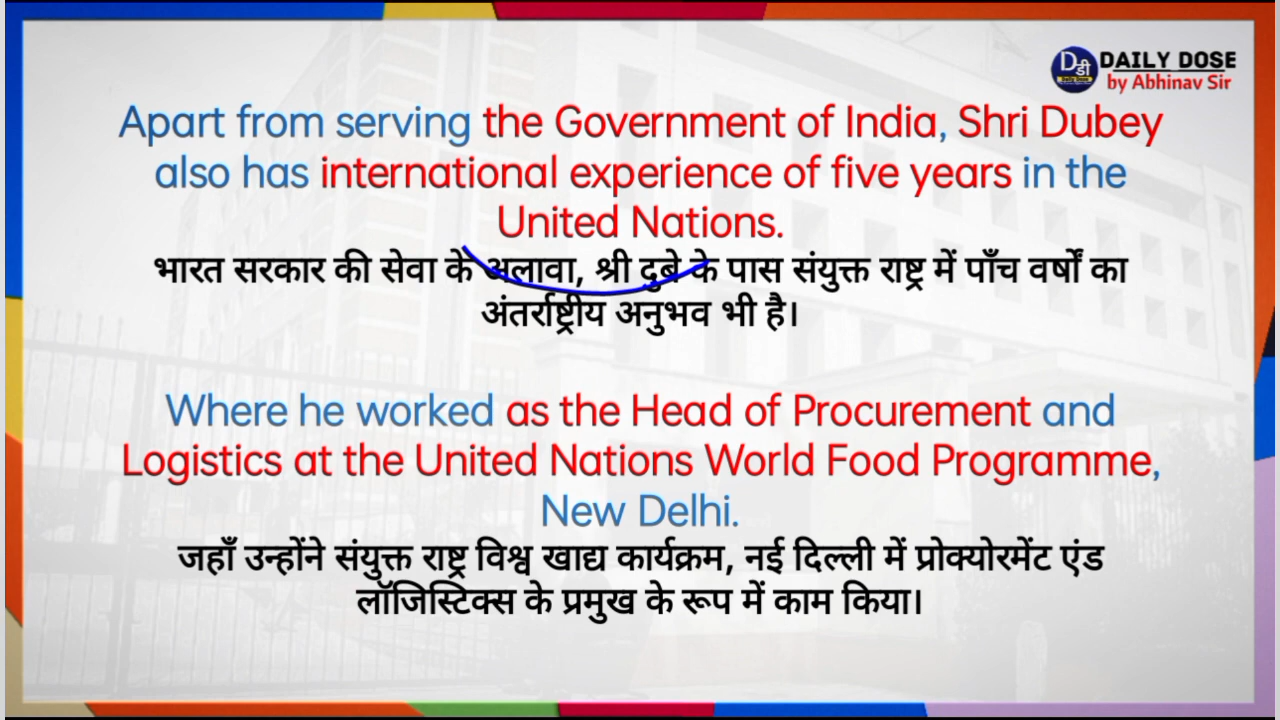 Dडी DAILY DOSE
Daily Dose
by Abhinav Sir
Apart from serving the Government of India, Shri Dubey
also has international experience of five years in the
United Nations.
भारत सरकार की सेवा के अलावा, श्री दुबे के पास संयुक्त राष्ट्र में पाँच वर्षों का
अंतर्राष्ट्रीय अनुभव भी है।
Where he worked as the Head of Procurement and
Logistics at the United Nations World Food Programme,
New Delhi.
जहाँ उन्होंने संयुक्त राष्ट्र विश्व खाद्य कार्यक्रम, नई दिल्ली में प्रोक्योरमेंट एंड
लॉजिस्टिक्स के प्रमुख के रूप में काम किया।